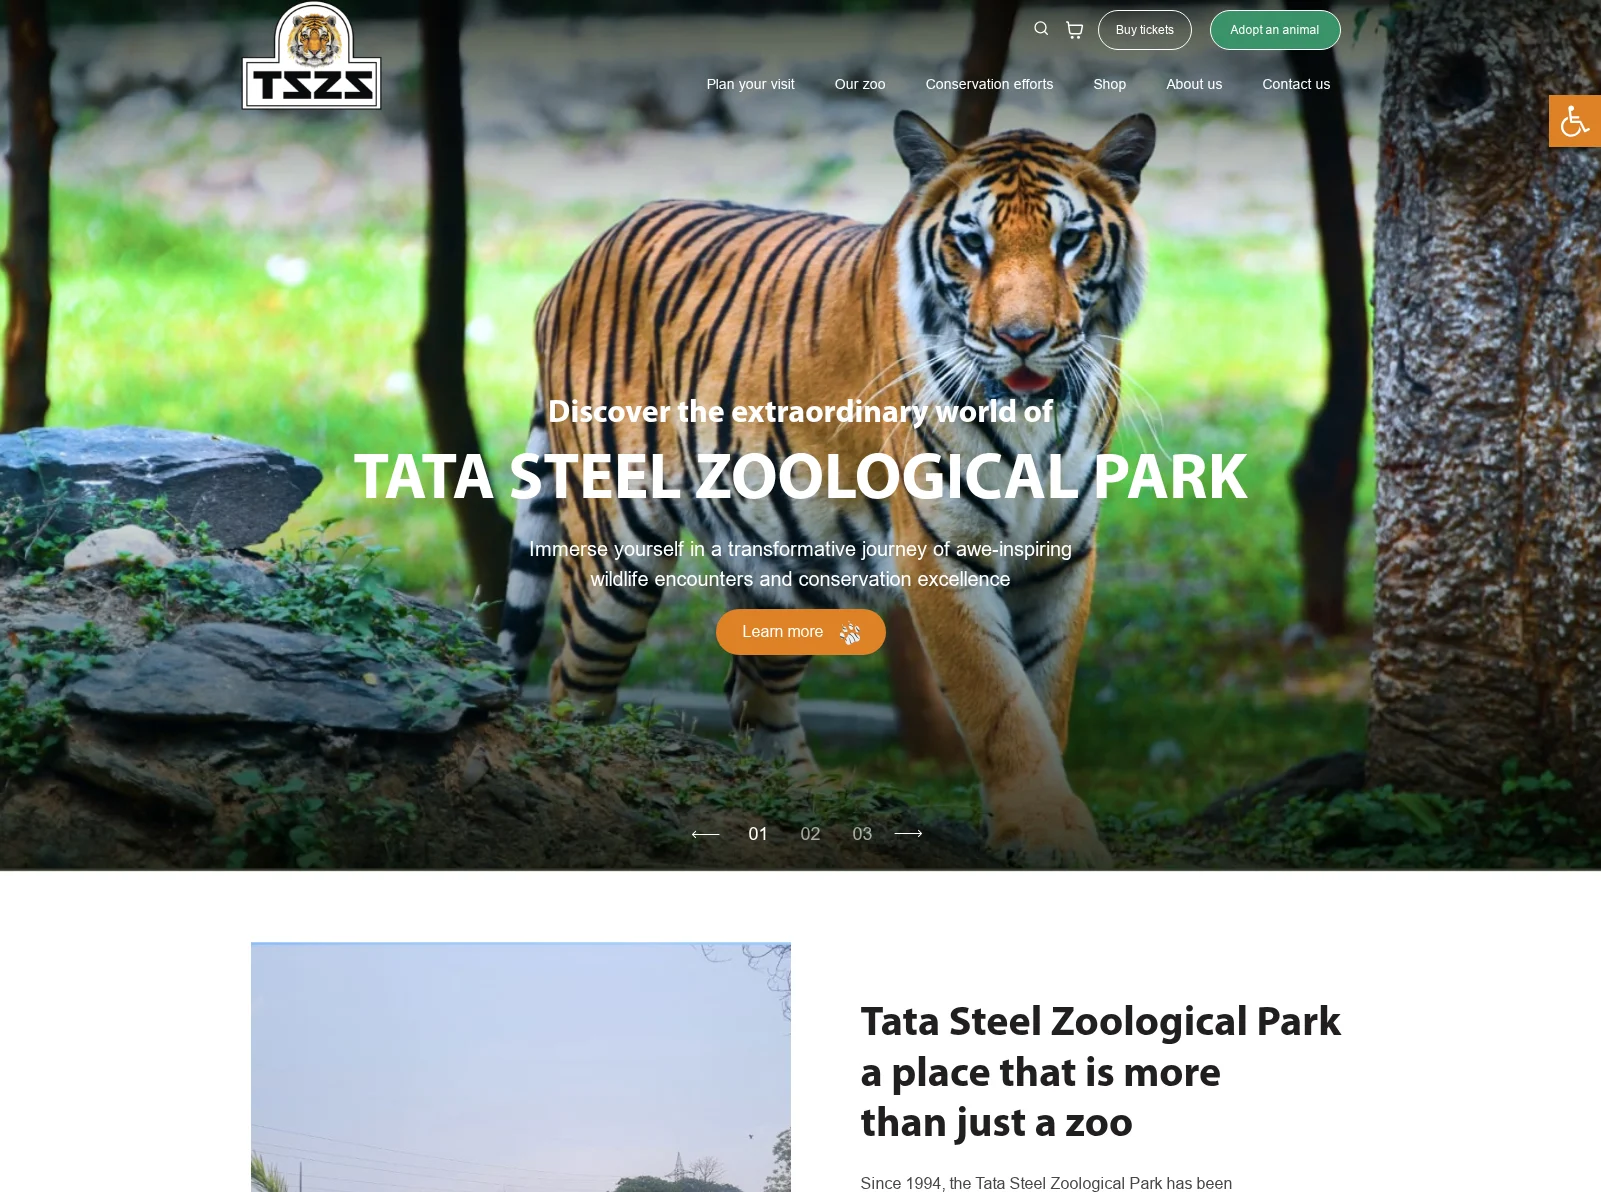 TSZS
Buy tickets
Adopt an animal
Plan your visit
Our zoo
Conservation efforts
Shop
About us
Contact us
Discover the extraordinary world of
TATA STEEL ZOOLOGICAL PARK
Immerse yourself in a transformative journey of awe-inspiring
wildlife encounters and conservation excellence
Learn more
01
02
03
Tata Steel Zoological Park
a place that is more
than just a zoo
Since 1994, the Tata Steel Zoological Park has been